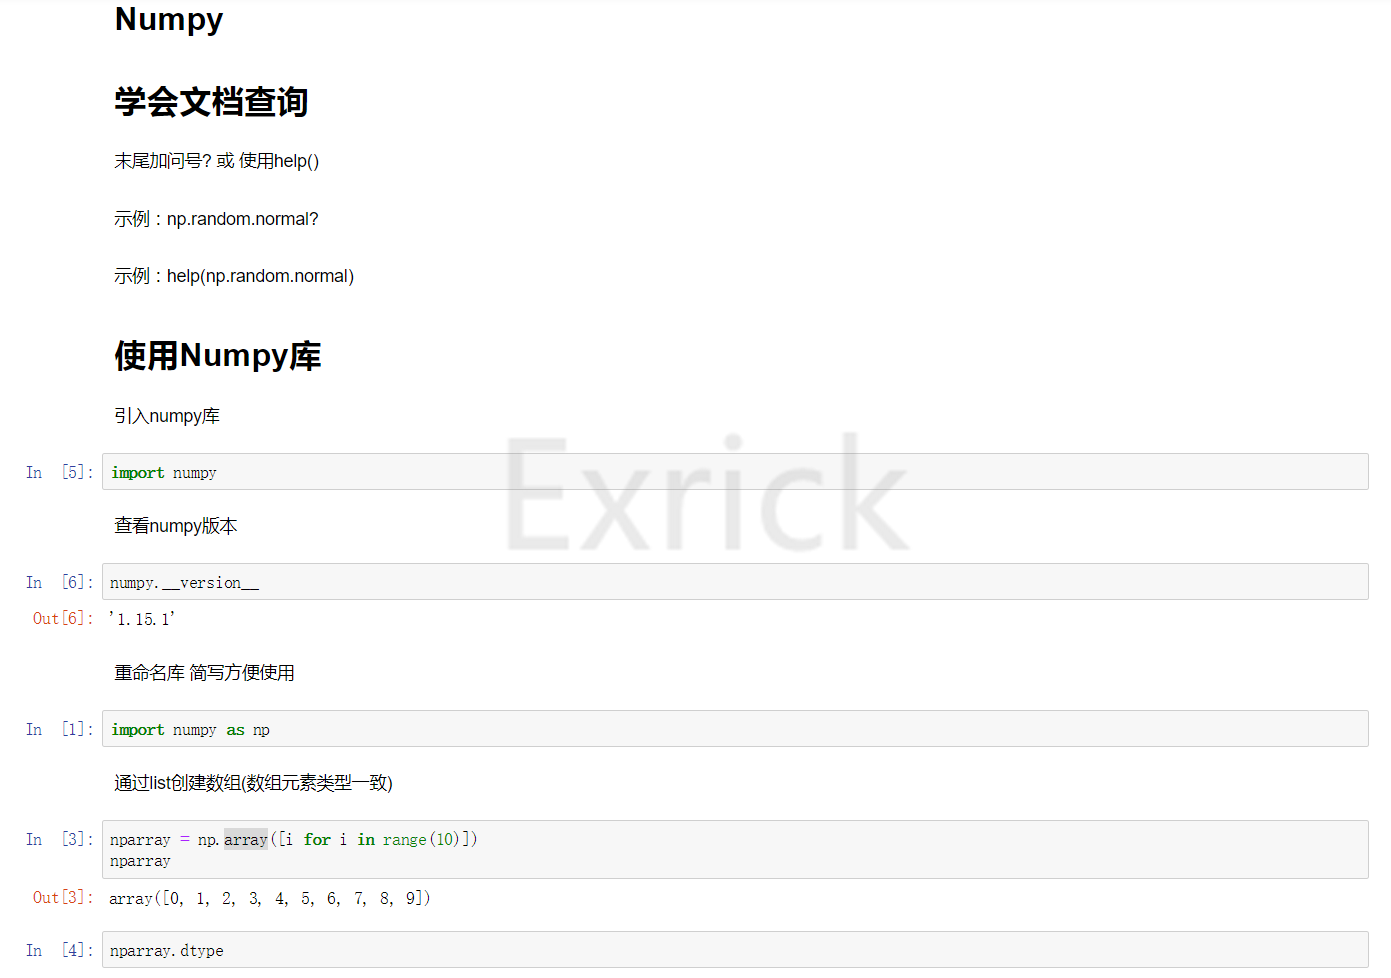 Numpy
学会文档查询
末尾加问号? 或 使用help()
示例：np.random.normal?
示例：help(np.random.normal)
使用Numpy库
引入numpy库
Exrick
In [5]: import numpy
查看numpy版本
In [6]: numpy.__version__
Out[6]: '1.15.1'
重命名库 简写方便使用
In [1]: import numpy as np
通过list创建数组(数组元素类型一致)
In [3]: nparray = np.array([i for i in range(10)])
nparray
Out[3]: array([0, 1, 2, 3, 4, 5, 6, 7, 8, 9])
In [4]: nparray.dtype